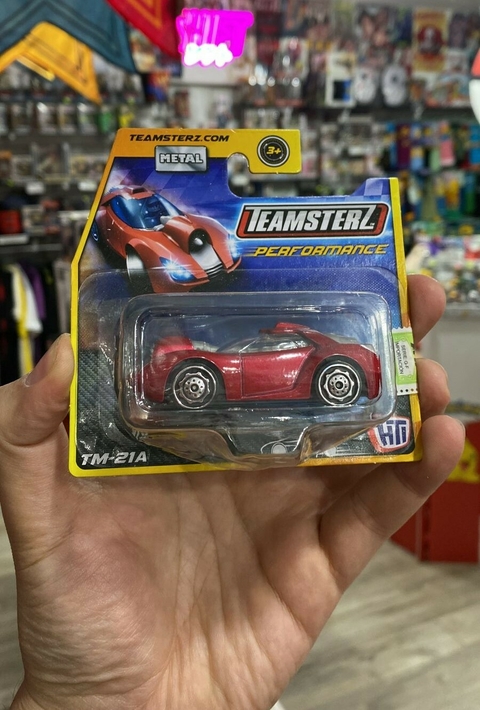 TEAMSTERZ.COM
METAL
3+
TEAMSTERZ
PERFORMANCE
TM-21A
HTI